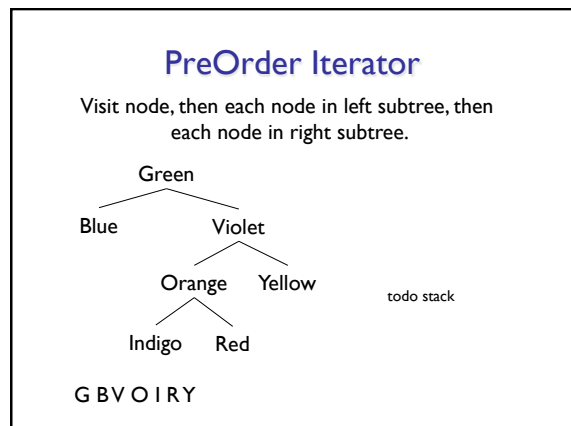 PreOrder Iterator
Visit node, then each node in left subtree, then
each node in right subtree.
Green
Blue Violet
Orange Yellow
todo stack
Indigo Red
G B V O I R Y